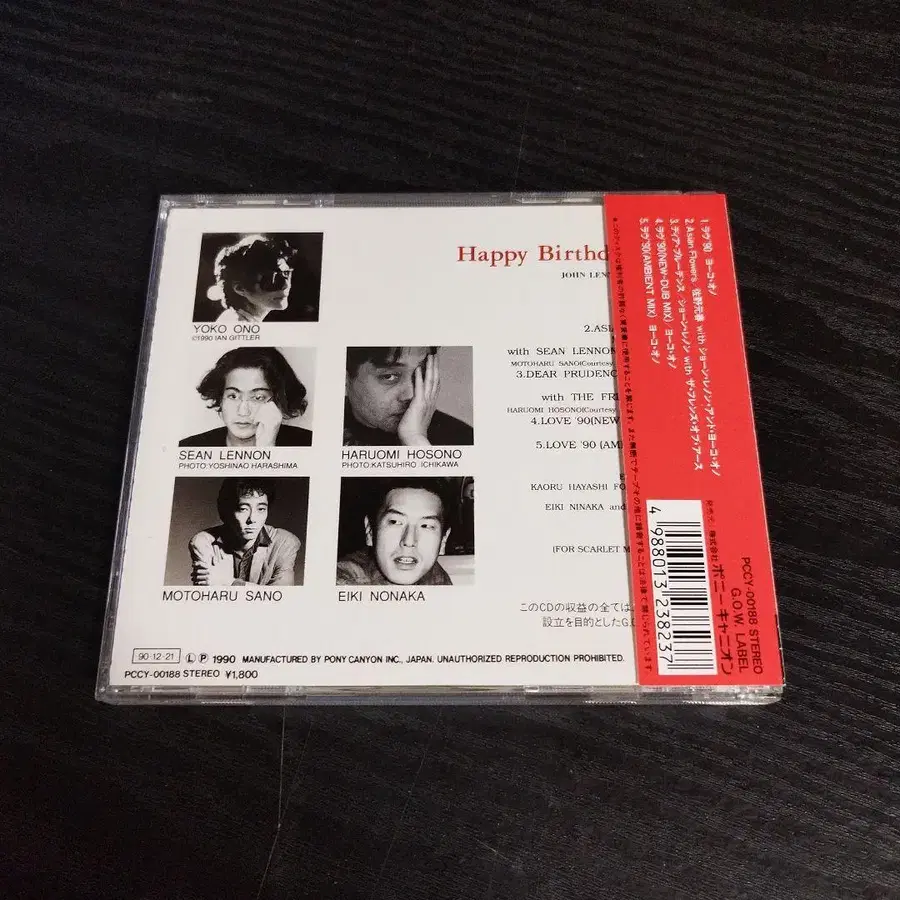 YOKO ONO
©1990 IAN GITTLER
SEAN LENNON
PHOTO:YOSHINAO HARASHIMA
HARUOMI HOSONO
PHOTO:KATSUHIRO ICHIKAWA
MOTOHARU SANO
EIKI NONAKA
Happy Birthd
JOHN LEN
2.ASI
with SEAN LENNON
MOTOHARU SANO(Courtesy
3.DEAR PRUDENC
with THE FRI
HARUOMI HOSONO(Courtesy
4.LOVE '90(NEW
5.LOVE '90 (AM
KAORU HAYASHI FO
EIKI NINAKA and
(FOR SCARLET M
このCDの収益の全ては
設立を目的としたG.
90·12·21 Ⓛ Ⓟ 1990 MANUFACTURED BY PONY CANYON INC., JAPAN. UNAUTHORIZED REPRODUCTION PROHIBITED.
PCCY-00188 STEREO ¥1,800
1.ラヴ'90 ヨーコ・オノ
2.Asian Flowers/佐野元春 with ショーン・レノン・アンド・ヨーコ・オノ
3.ディア・プルーデンス/ショーン・レノン with ザ・フレンズ・オブ・アース
4.ラヴ'90(NEW-DUB MIX) ヨーコ・オノ
5.ラヴ'90(AMBIENT MIX) ヨーコ・オノ
PCCY-00188 STEREO
G.O.W. LABEL
発売元:株式会社ポニーキャニオン
4 988013 238237